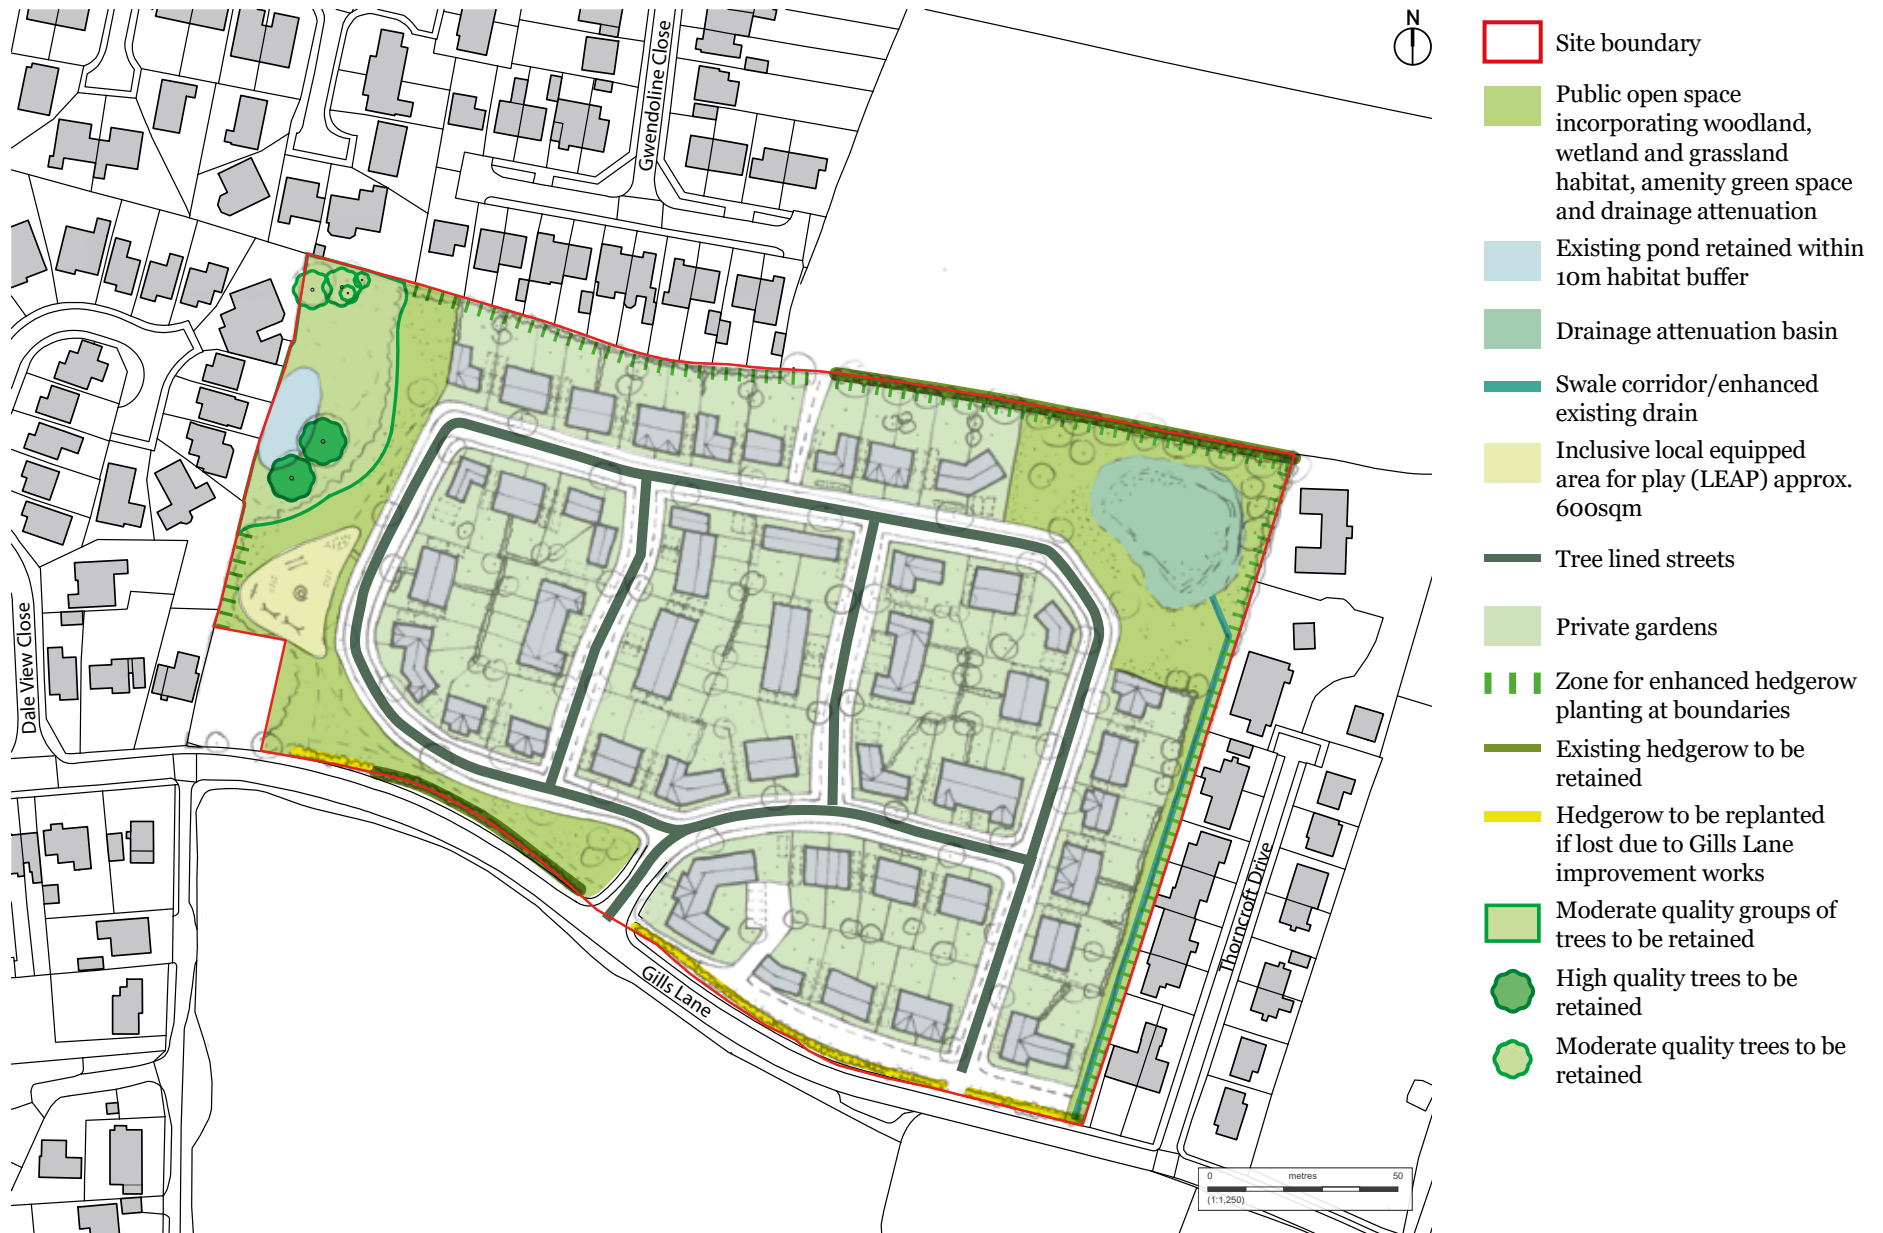 Gwendoline Close
N
Dale View Close
Gills Lane
Thorncroft Drive
0 metres 50
(1:1,250)
Site boundary
Public open space
incorporating woodland,
wetland and grassland
habitat, amenity green space
and drainage attenuation
Existing pond retained within
10m habitat buffer
Drainage attenuation basin
Swale corridor/enhanced
existing drain
Inclusive local equipped
area for play (LEAP) approx.
600sqm
Tree lined streets
Private gardens
Zone for enhanced hedgerow
planting at boundaries
Existing hedgerow to be
retained
Hedgerow to be replanted
if lost due to Gills Lane
improvement works
Moderate quality groups of
trees to be retained
High quality trees to be
retained
Moderate quality trees to be
retained